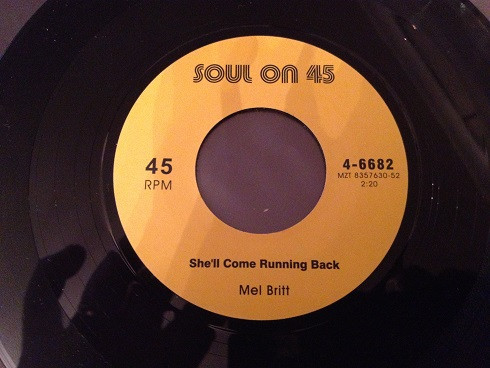 SOUL ON 45
45
RPM
4-6682
MZT 8357630-52
2:20
She'll Come Running Back
Mel Britt